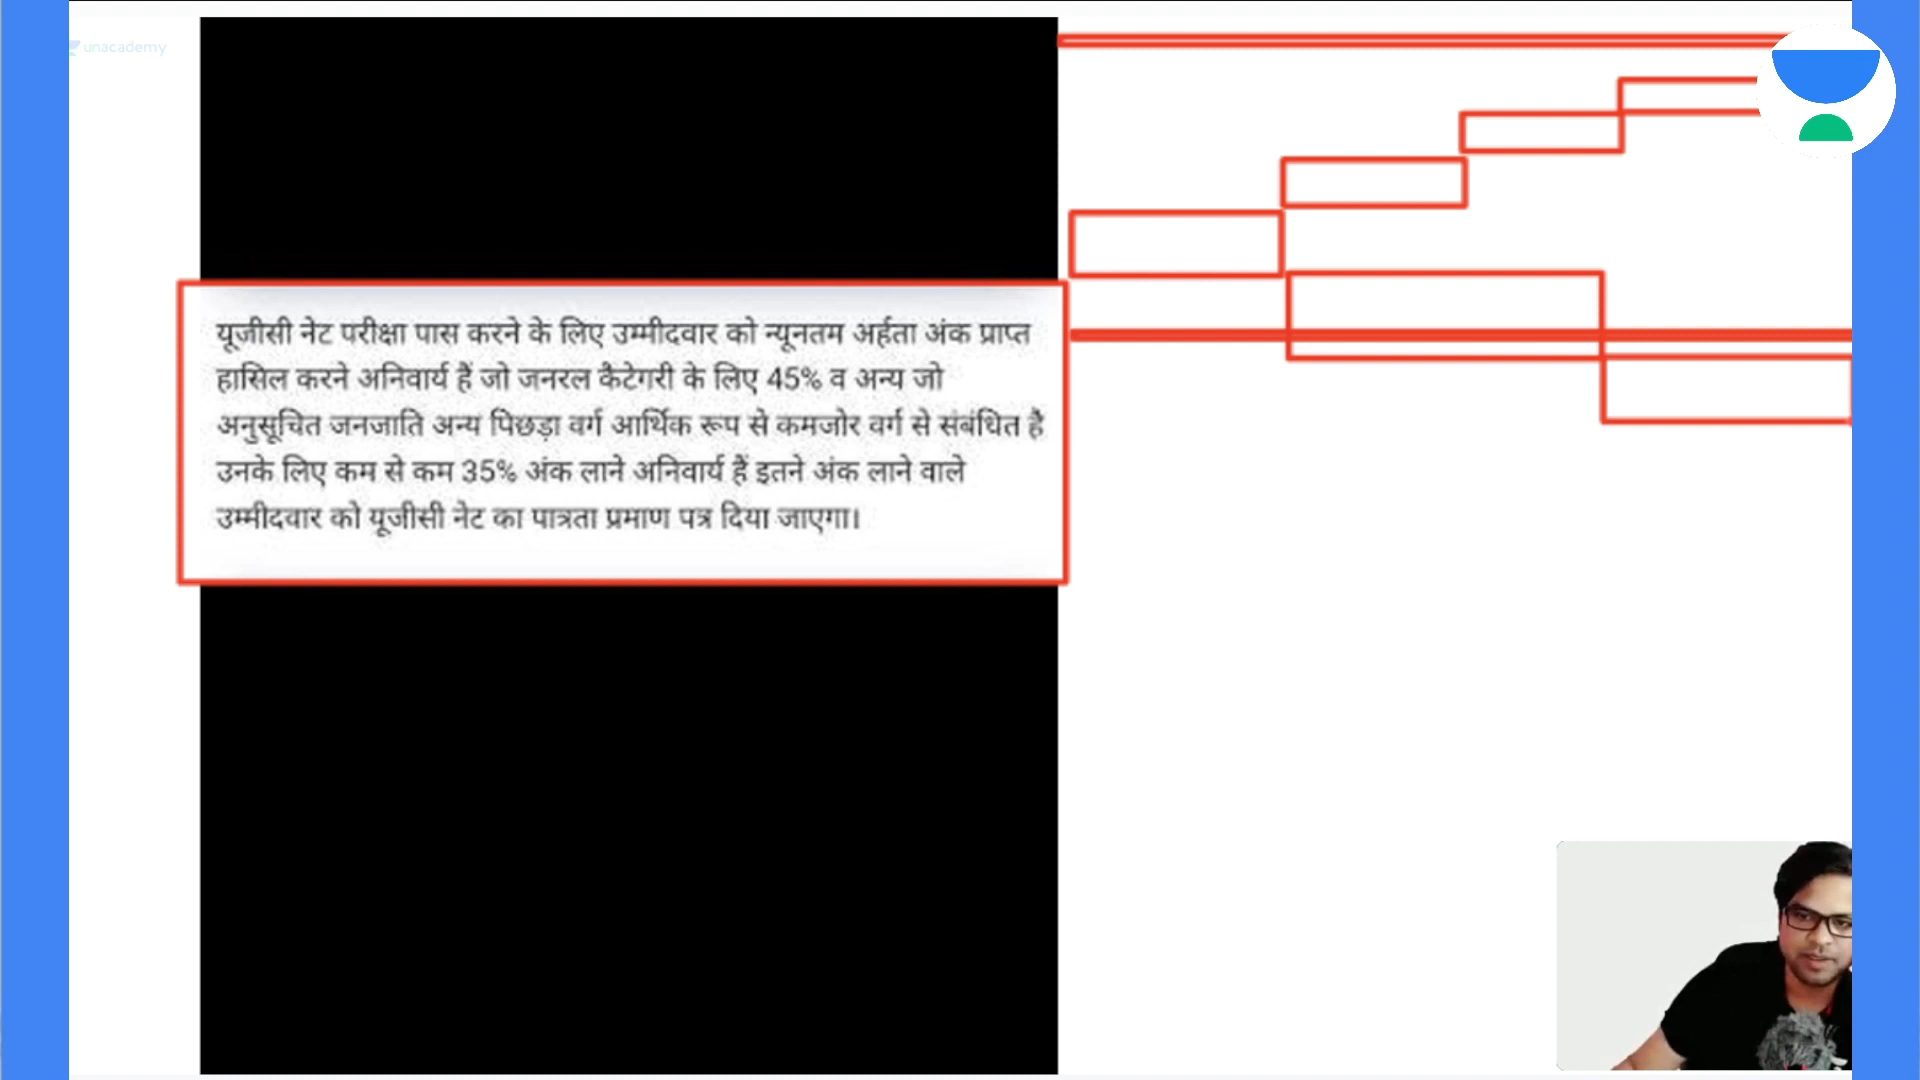 unacademy
यूजीसी नेट परीक्षा पास करने के लिए उम्मीदवार को न्यूनतम अर्हता अंक प्राप्त
हासिल करने अनिवार्य हैं जो जनरल कैटेगरी के लिए 45% व अन्य जो
अनुसूचित जनजाति अन्य पिछड़ा वर्ग आर्थिक रूप से कमजोर वर्ग से संबंधित है
उनके लिए कम से कम 35% अंक लाने अनिवार्य हैं इतने अंक लाने वाले
उम्मीदवार को यूजीसी नेट का पात्रता प्रमाण पत्र दिया जाएगा।